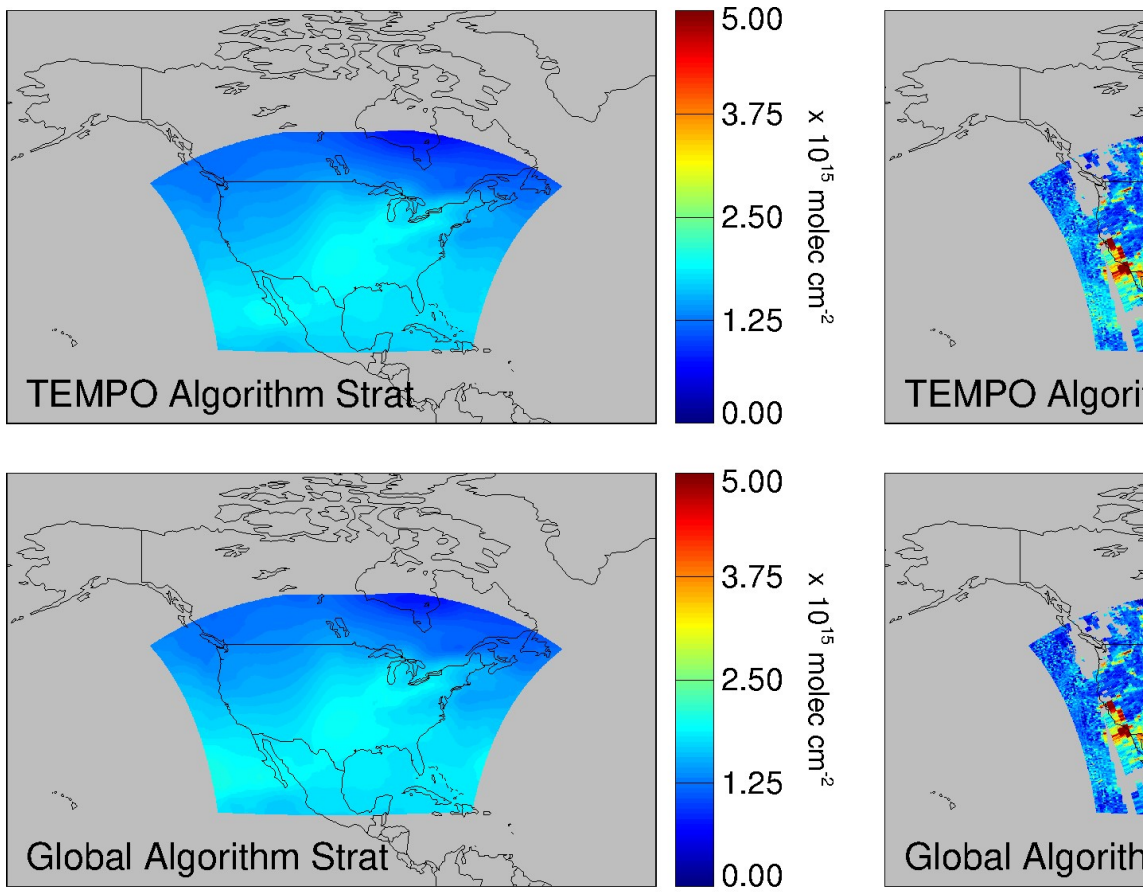 5.00
3.75
2.50
1.25
0.00
x 10¹⁵ molec cm⁻²
TEMPO Algorithm Strat
TEMPO Algorit
5.00
3.75
2.50
1.25
0.00
x 10¹⁵ molec cm⁻²
Global Algorithm Strat
Global Algorith